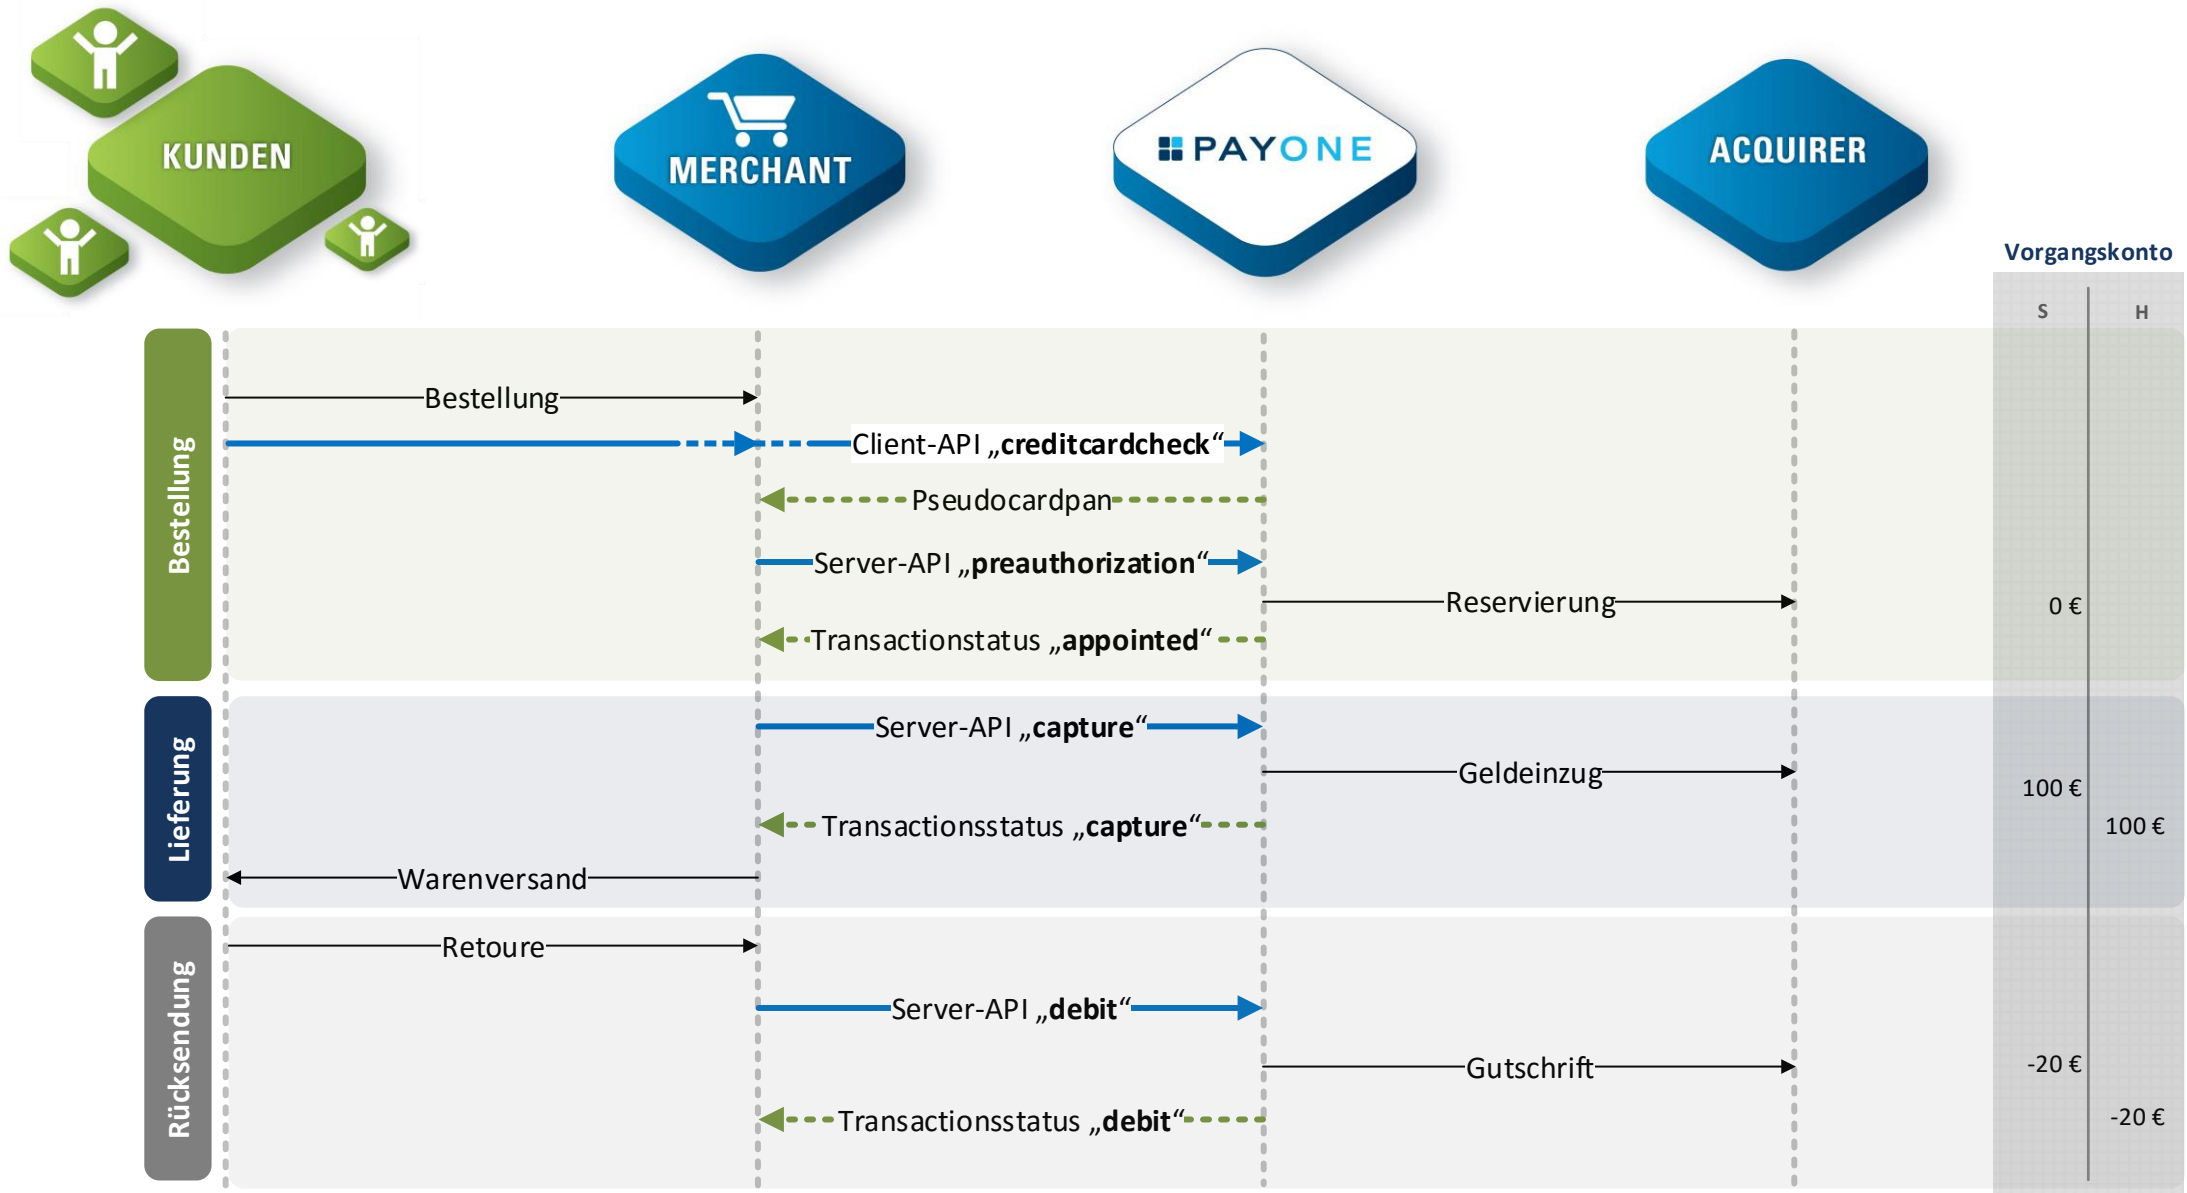 KUNDEN
MERCHANT
PAYONE
ACQUIRER
Vorgangskonto
S
H
Bestellung
Bestellung
Client-API „creditcardcheck“
Pseudocardpan
Server-API „preauthorization“
Reservierung
0 €
Transactionstatus „appointed“
Lieferung
Server-API „capture“
Geldeinzug
100 €
Transactionsstatus „capture“
100 €
Warenversand
Rücksendung
Retoure
Server-API „debit“
Gutschrift
-20 €
Transactionsstatus „debit“
-20 €